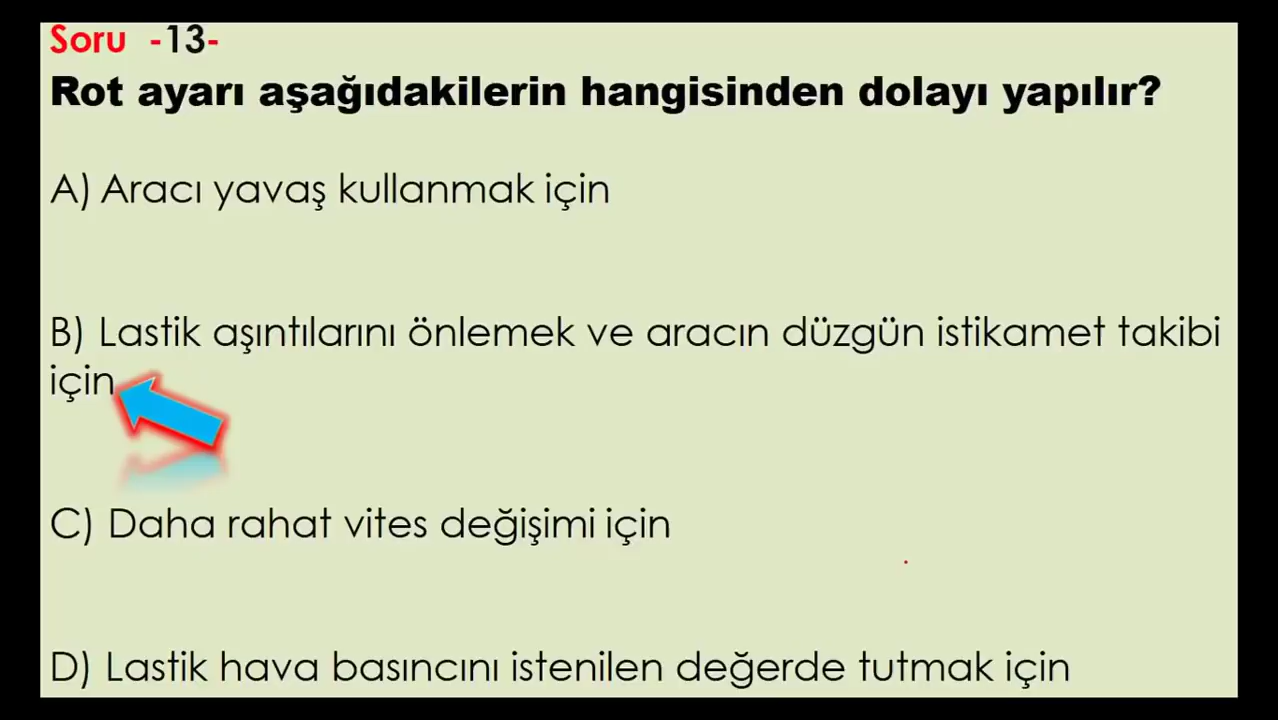 Soru -13-
Rot ayarı aşağıdakilerin hangisinden dolayı yapılır?
A) Aracı yavaş kullanmak için
B) Lastik aşıntılarını önlemek ve aracın düzgün istikamet takibi
için
C) Daha rahat vites değişimi için
D) Lastik hava basıncını istenilen değerde tutmak için